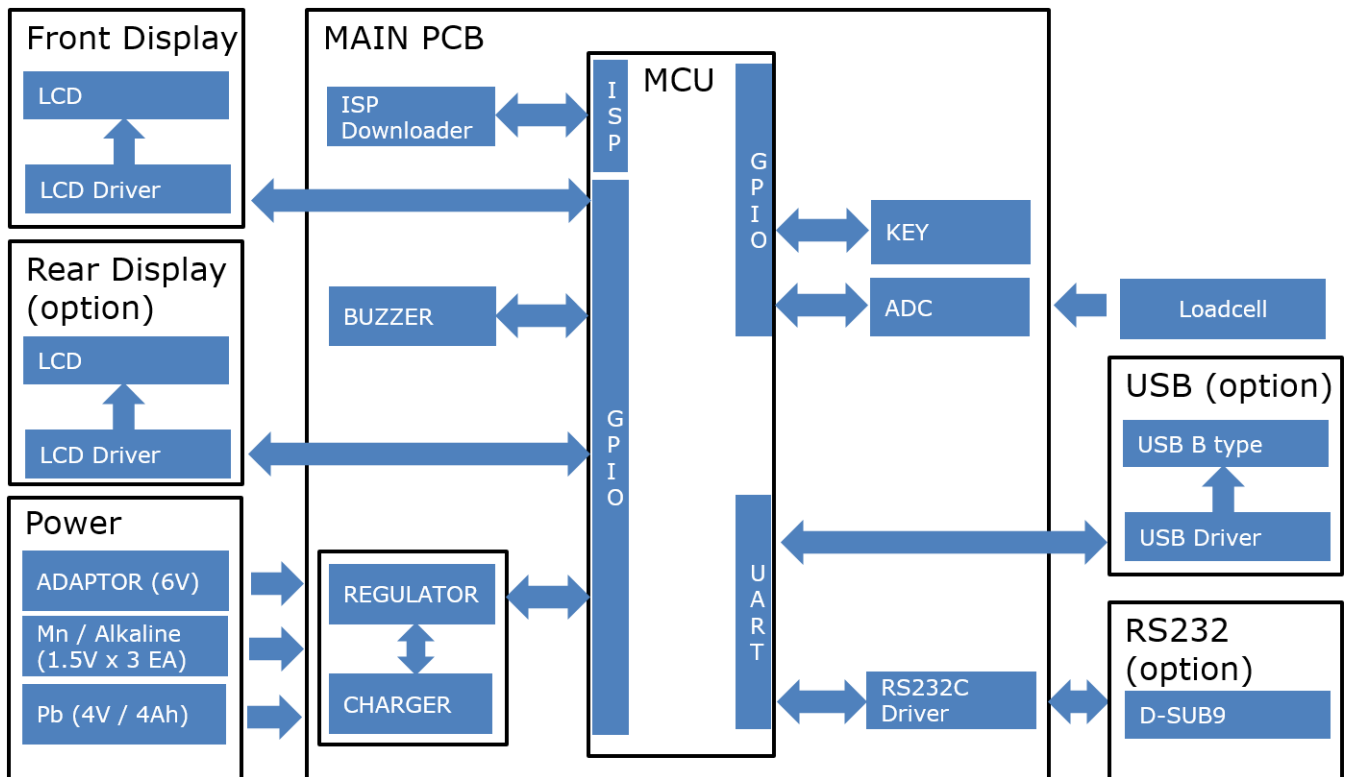 Front Display
LCD
LCD Driver
Rear Display
(option)
LCD
LCD Driver
Power
ADAPTOR (6V)
Mn / Alkaline
(1.5V x 3 EA)
Pb (4V / 4Ah)
MAIN PCB
ISP
Downloader
BUZZER
REGULATOR
CHARGER
MCU
I
S
P
G
P
I
O
G
P
I
O
U
A
R
T
KEY
ADC
RS232C
Driver
Loadcell
USB (option)
USB B type
USB Driver
RS232
(option)
D-SUB9